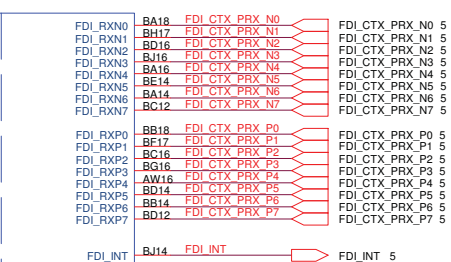 FDI_RXN0 BA18 FDI_CTX_PRX_N0 FDI_CTX_PRX_N0 5
FDI_RXN1 BH17 FDI_CTX_PRX_N1 FDI_CTX_PRX_N1 5
FDI_RXN2 BD16 FDI_CTX_PRX_N2 FDI_CTX_PRX_N2 5
FDI_RXN3 BJ16 FDI_CTX_PRX_N3 FDI_CTX_PRX_N3 5
FDI_RXN4 BA16 FDI_CTX_PRX_N4 FDI_CTX_PRX_N4 5
FDI_RXN5 BE14 FDI_CTX_PRX_N5 FDI_CTX_PRX_N5 5
FDI_RXN6 BA14 FDI_CTX_PRX_N6 FDI_CTX_PRX_N6 5
FDI_RXN7 BC12 FDI_CTX_PRX_N7 FDI_CTX_PRX_N7 5
FDI_RXP0 BB18 FDI_CTX_PRX_P0 FDI_CTX_PRX_P0 5
FDI_RXP1 BF17 FDI_CTX_PRX_P1 FDI_CTX_PRX_P1 5
FDI_RXP2 BC16 FDI_CTX_PRX_P2 FDI_CTX_PRX_P2 5
FDI_RXP3 BG16 FDI_CTX_PRX_P3 FDI_CTX_PRX_P3 5
FDI_RXP4 AW16 FDI_CTX_PRX_P4 FDI_CTX_PRX_P4 5
FDI_RXP5 BD14 FDI_CTX_PRX_P5 FDI_CTX_PRX_P5 5
FDI_RXP6 BB14 FDI_CTX_PRX_P6 FDI_CTX_PRX_P6 5
FDI_RXP7 BD12 FDI_CTX_PRX_P7 FDI_CTX_PRX_P7 5
FDI_INT BJ14 FDI_INT FDI_INT 5